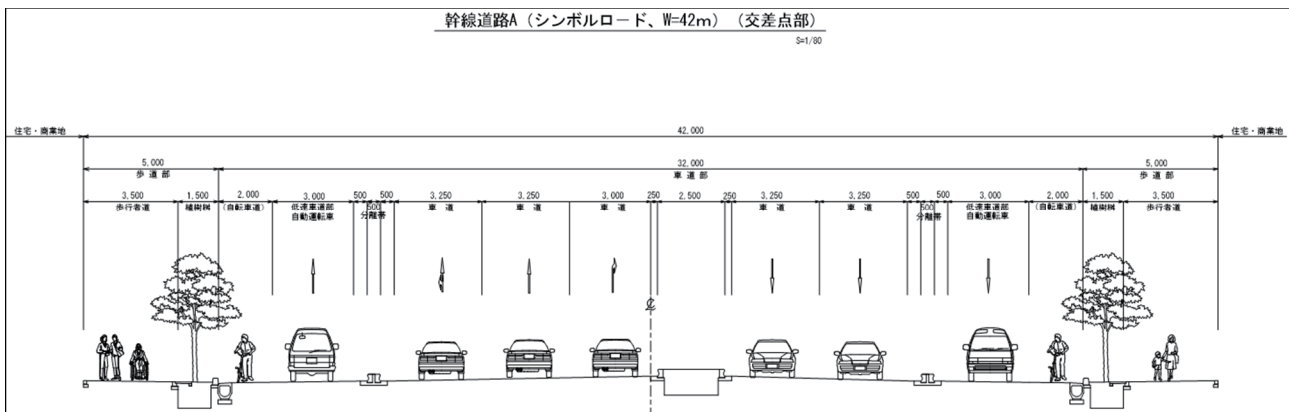 幹線道路A（シンボルロード、W=42m）（交差点部）
S=1/80
住宅・商業地 42,000 住宅・商業地
5,000 32,000 5,000
歩道部 車道部 歩道部
3,500 1,500 2,000 3,000 500 500 500 3,250 3,250 3,000 250 2,500 250 3,250 3,250 500 500 500 3,000 2,000 1,500 3,500
歩行者道 植樹桝 (自転車道) 低速車道部 分離帯 車道 車道 車道 車道 車道 分離帯 低速車道部 (自転車道) 植樹桝 歩行者道
自動運転車 自動運転車
℄